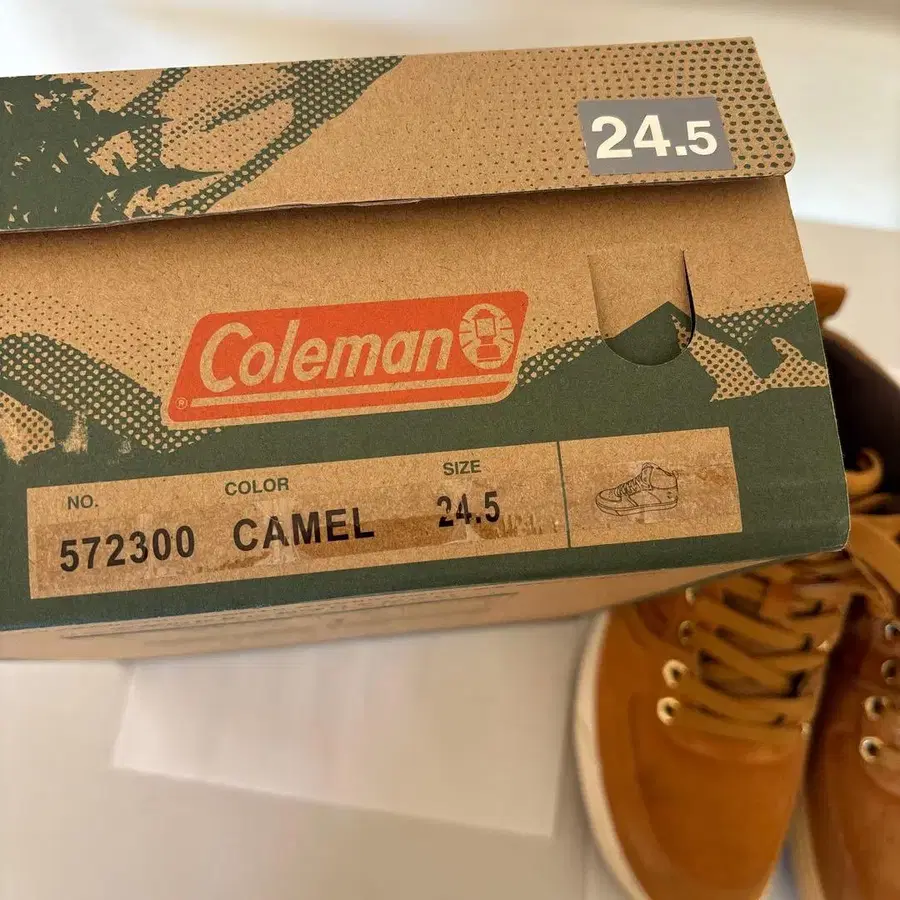 24.5
Coleman
®
NO. COLOR SIZE
572300 CAMEL 24.5